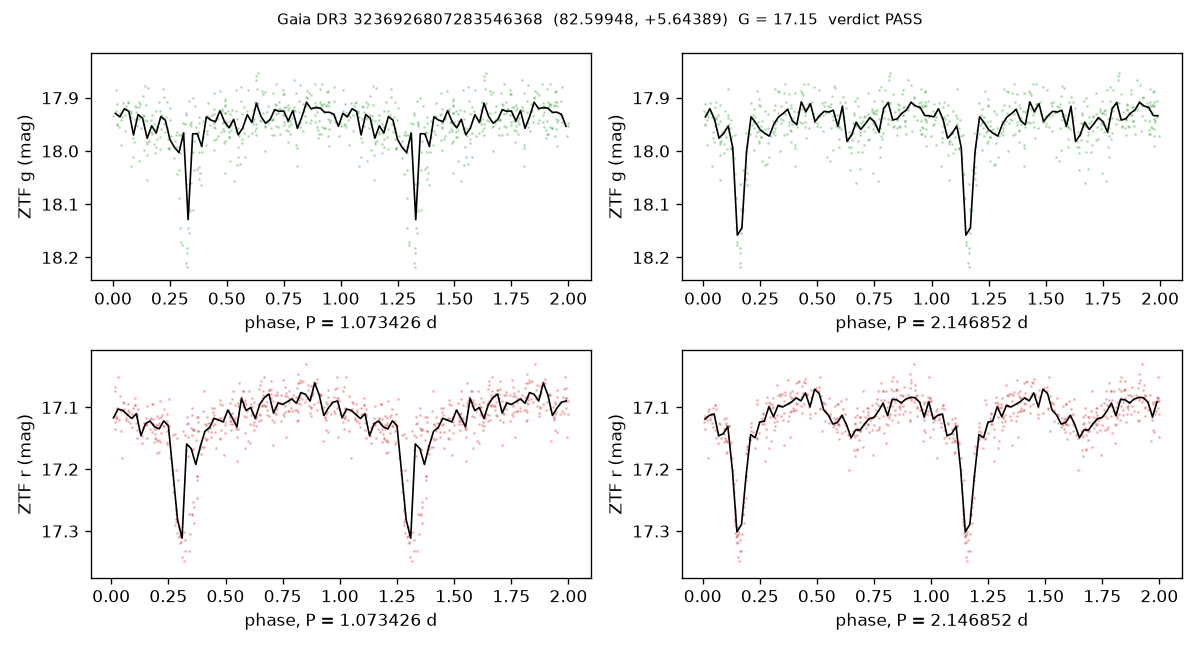 Gaia DR3 3236926807283546368 (82.59948, +5.64389) G = 17.15 verdict PASS
ZTF g (mag)
17.9
18.0
18.1
18.2
0.00 0.25 0.50 0.75 1.00 1.25 1.50 1.75 2.00
phase, P = 1.073426 d
ZTF g (mag)
17.9
18.0
18.1
18.2
0.00 0.25 0.50 0.75 1.00 1.25 1.50 1.75 2.00
phase, P = 2.146852 d
ZTF r (mag)
17.1
17.2
17.3
0.00 0.25 0.50 0.75 1.00 1.25 1.50 1.75 2.00
phase, P = 1.073426 d
ZTF r (mag)
17.1
17.2
17.3
0.00 0.25 0.50 0.75 1.00 1.25 1.50 1.75 2.00
phase, P = 2.146852 d